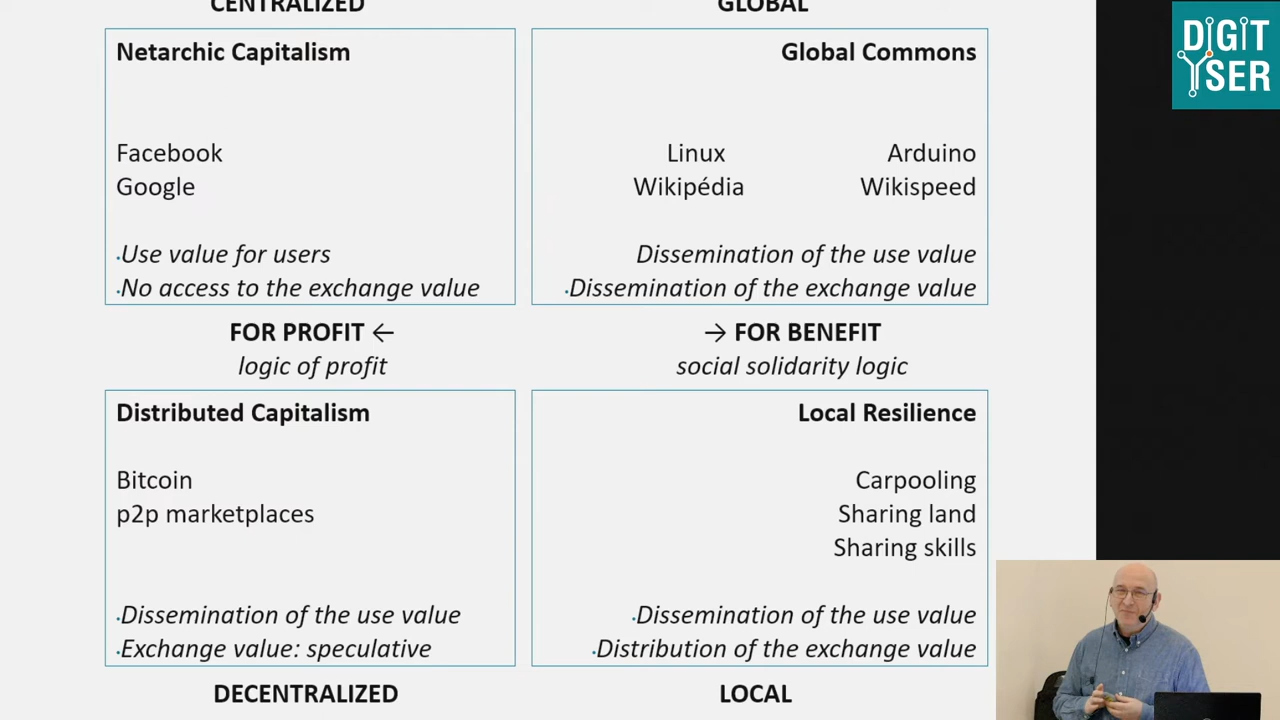 CENTRALIZED
GLOBAL
DIGIT
YSER
Netarchic Capitalism
Facebook
Google
·Use value for users
·No access to the exchange value
Global Commons
Linux Arduino
Wikipédia Wikispeed
Dissemination of the use value
·Dissemination of the exchange value
FOR PROFIT ←
logic of profit
→ FOR BENEFIT
social solidarity logic
Distributed Capitalism
Bitcoin
p2p marketplaces
·Dissemination of the use value
·Exchange value: speculative
Local Resilience
Carpooling
Sharing land
Sharing skills
·Dissemination of the use value
·Distribution of the exchange value
DECENTRALIZED
LOCAL